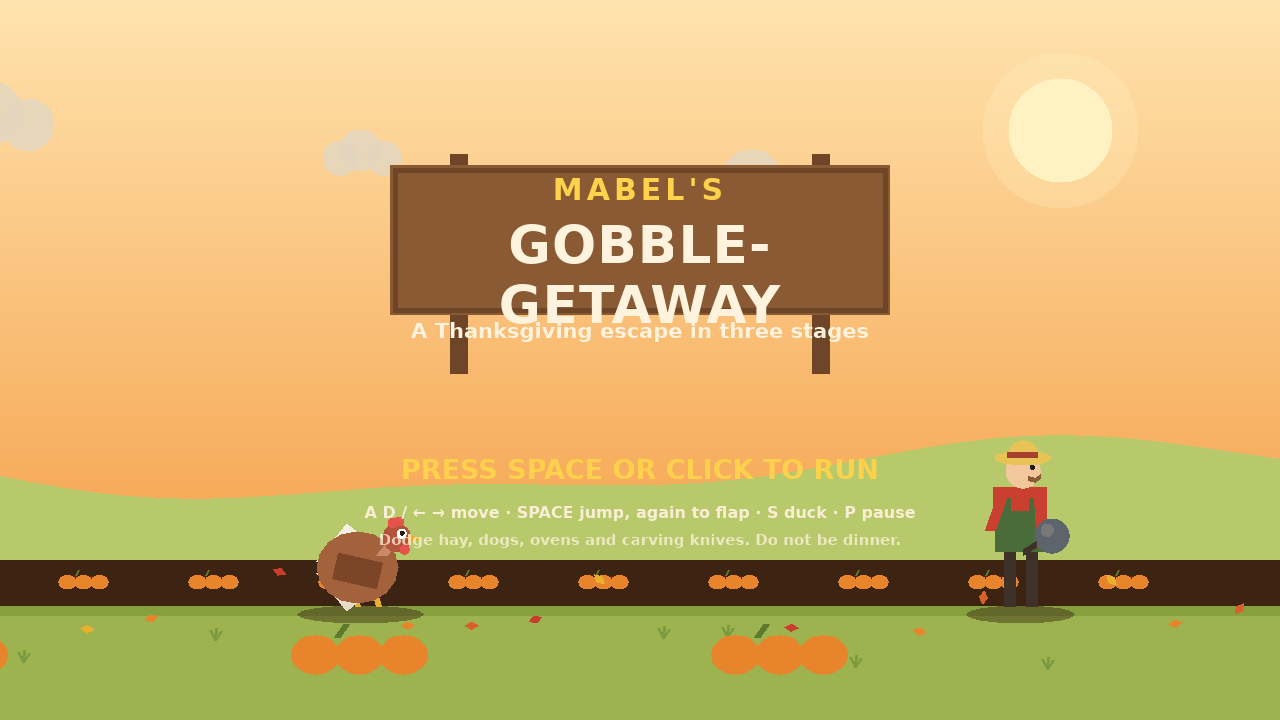 MABEL'S
GOBBLE-
GETAWAY
A Thanksgiving escape in three stages
PRESS SPACE OR CLICK TO RUN
A D / ← → move · SPACE jump, again to flap · S duck · P pause
Dodge hay, dogs, ovens and carving knives. Do not be dinner.